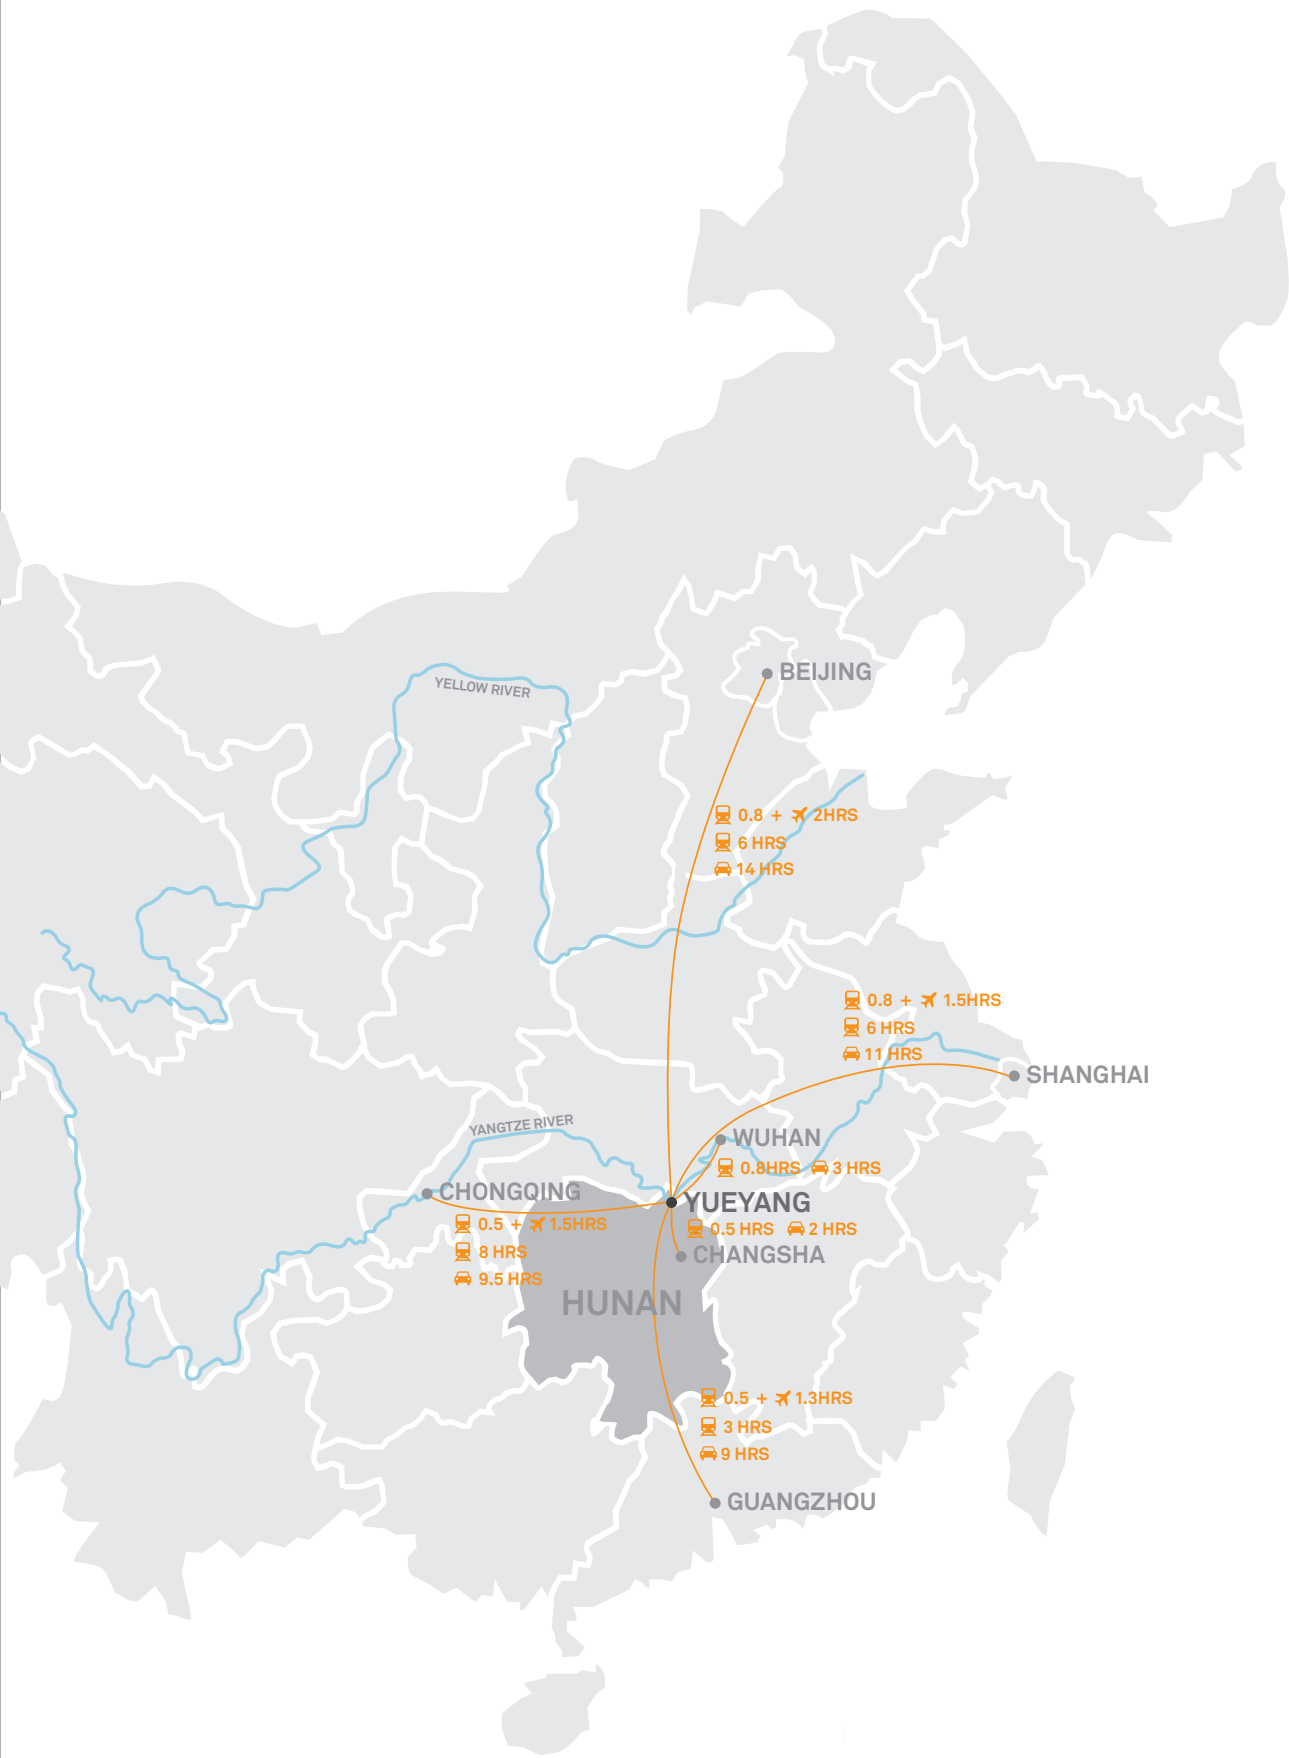 BEIJING
YELLOW RIVER
0.8 + 2HRS
6 HRS
14 HRS
0.8 + 1.5HRS
6 HRS
11 HRS
SHANGHAI
YANGTZE RIVER
WUHAN
0.8HRS 3 HRS
CHONGQING
YUEYANG
0.5 + 1.5HRS
0.5 HRS 2 HRS
8 HRS
CHANGSHA
9.5 HRS
HUNAN
0.5 + 1.3HRS
3 HRS
9 HRS
GUANGZHOU